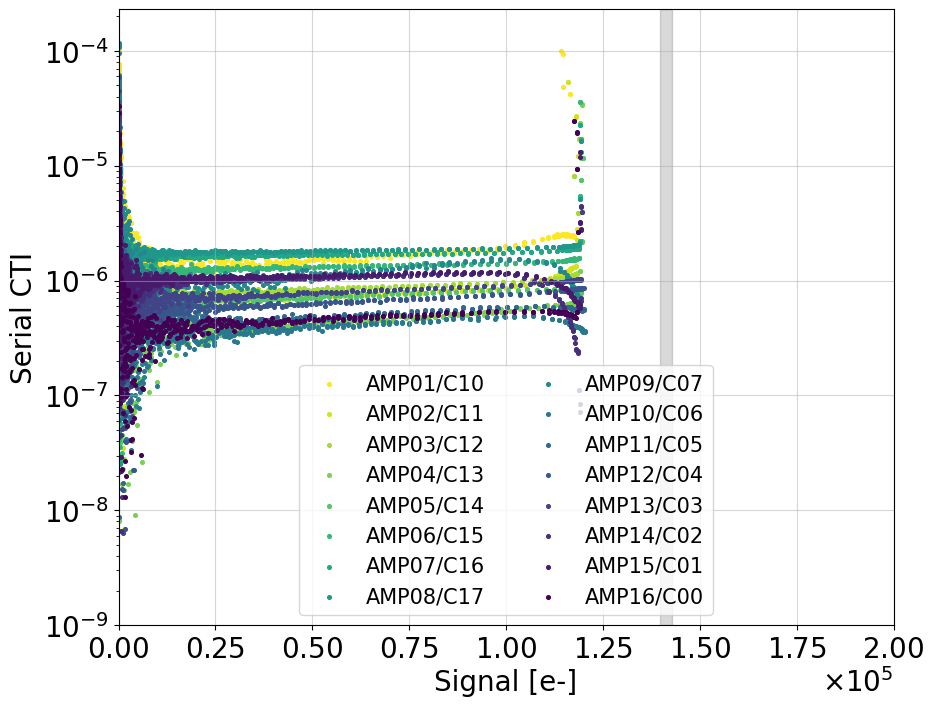 10⁻⁴
10⁻⁵
10⁻⁶
10⁻⁷
10⁻⁸
10⁻⁹
Serial CTI
AMP01/C10
AMP02/C11
AMP03/C12
AMP04/C13
AMP05/C14
AMP06/C15
AMP07/C16
AMP08/C17
AMP09/C07
AMP10/C06
AMP11/C05
AMP12/C04
AMP13/C03
AMP14/C02
AMP15/C01
AMP16/C00
0.00 0.25 0.50 0.75 1.00 1.25 1.50 1.75 2.00
Signal [e-]
×10⁵